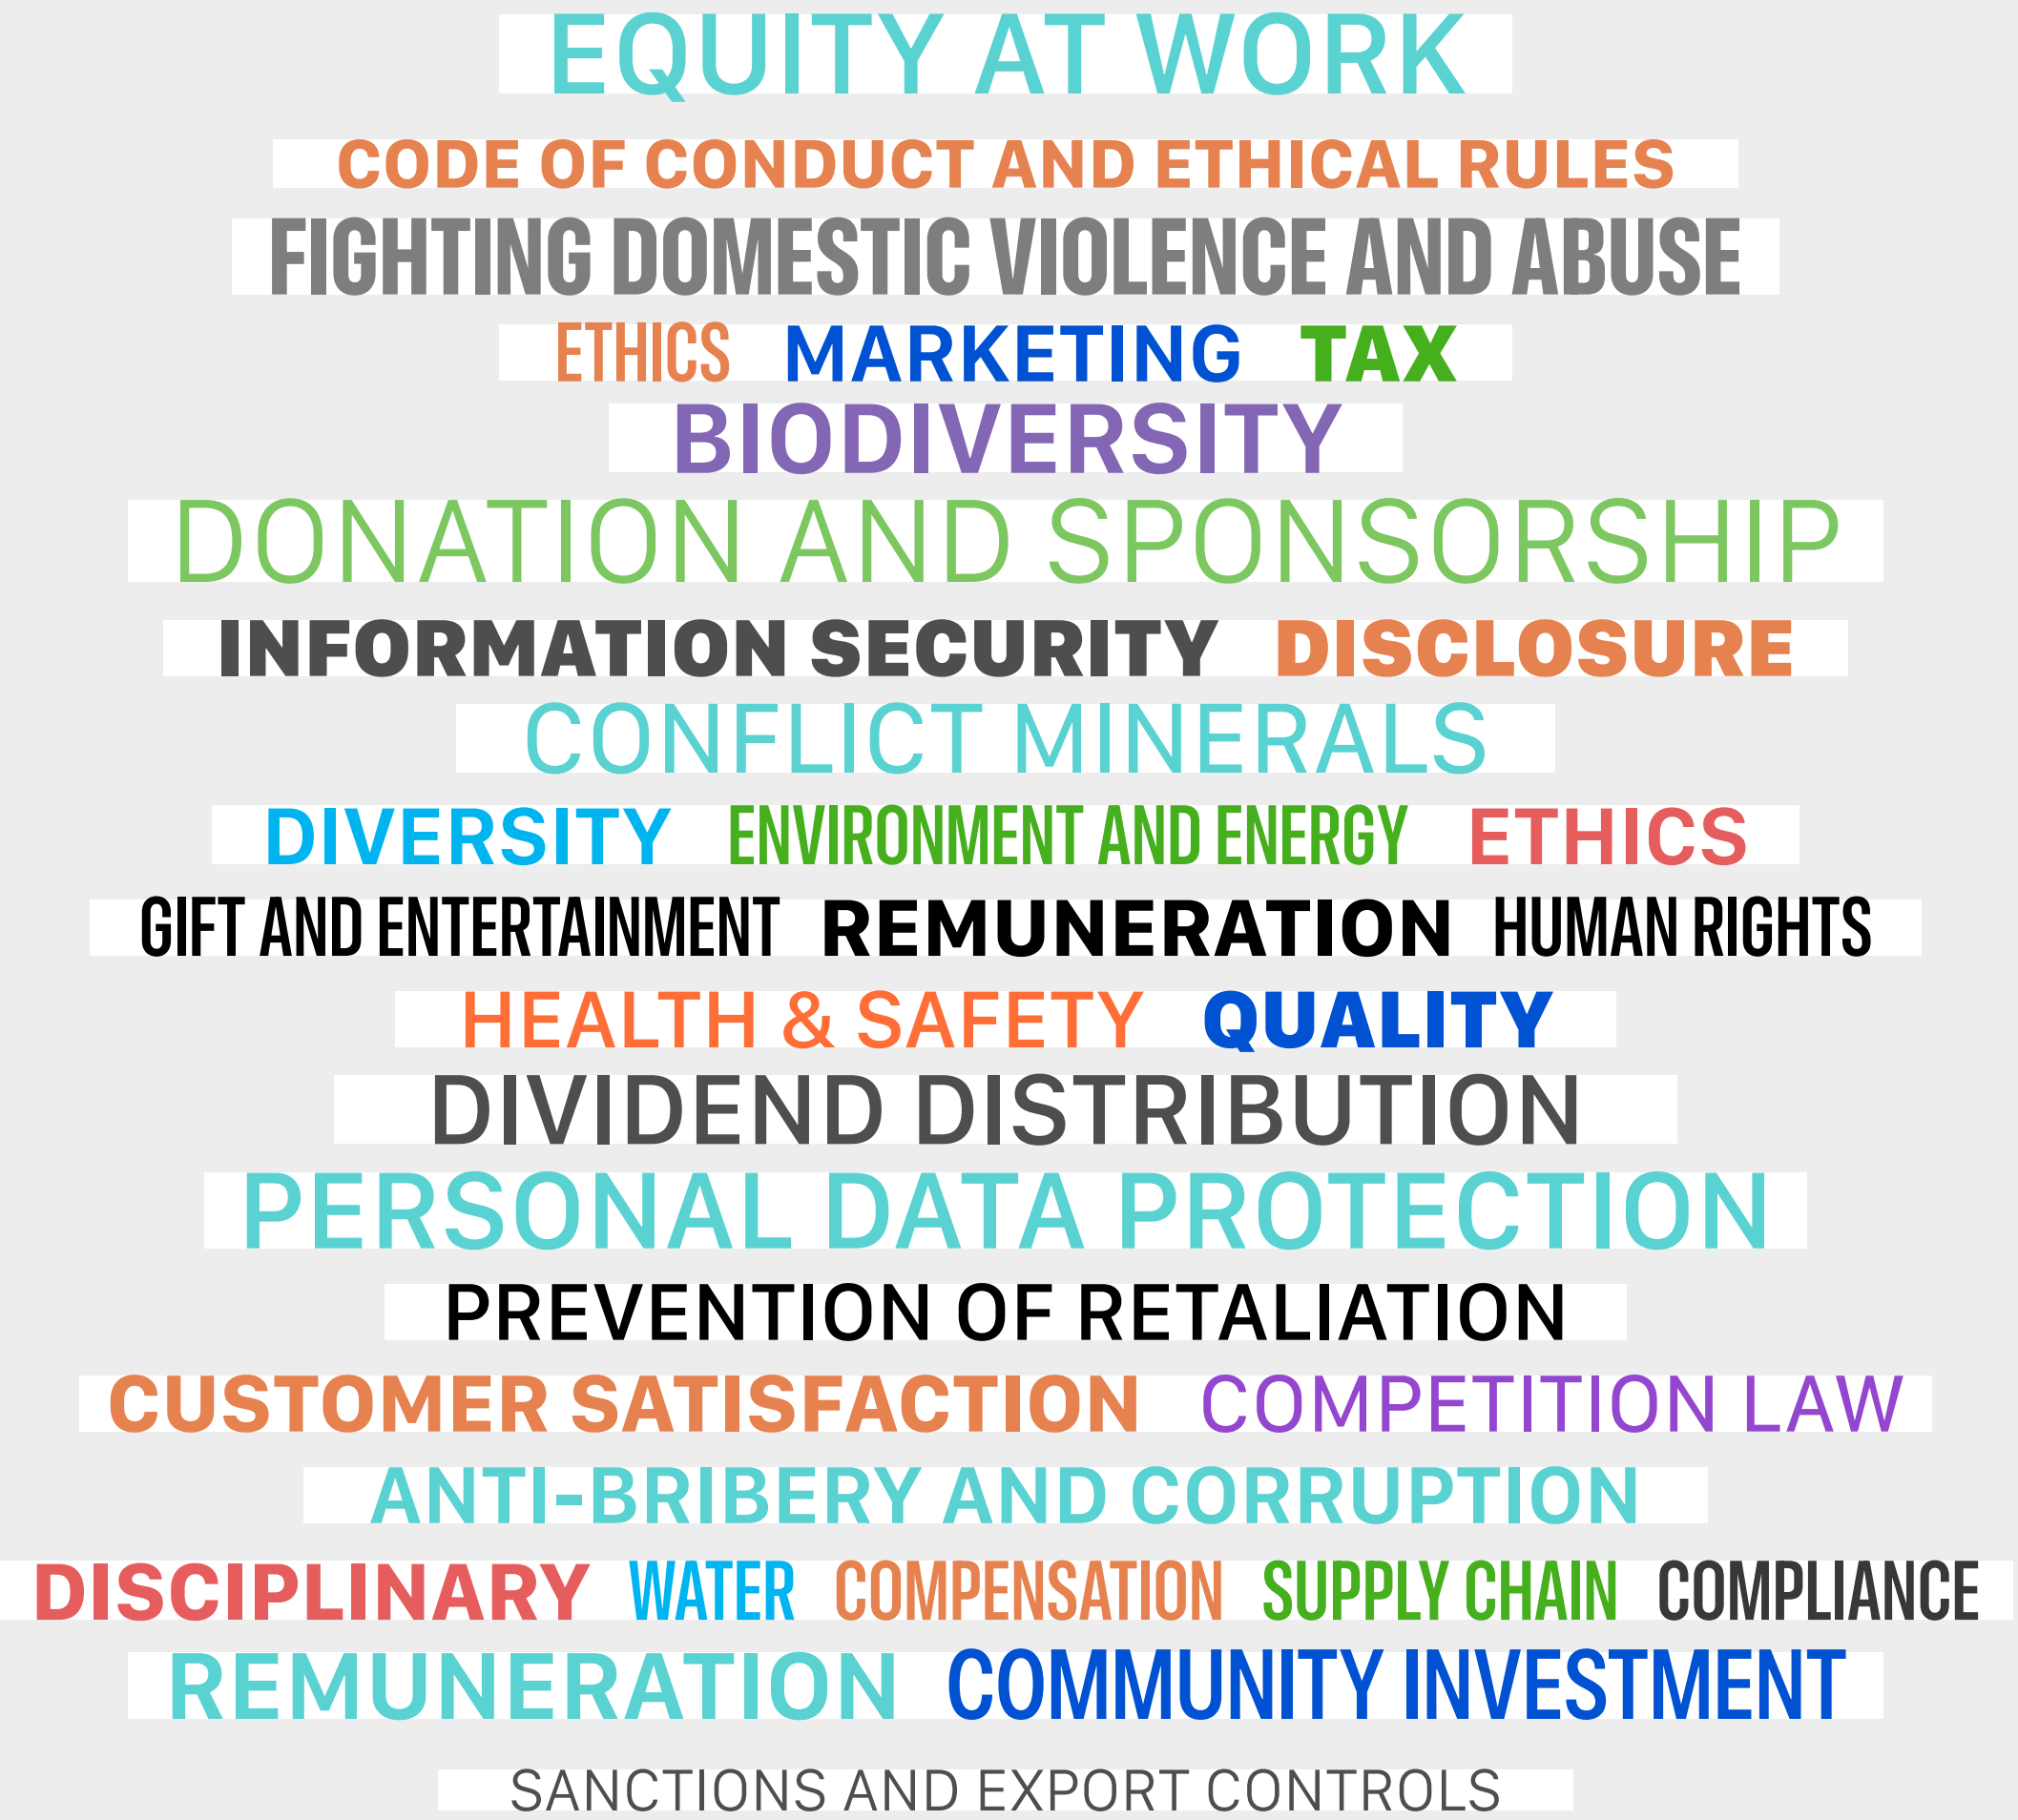 EQUITY AT WORK
CODE OF CONDUCT AND ETHICAL RULES
FIGHTING DOMESTIC VIOLENCE AND ABUSE
ETHICS MARKETING TAX
BIODIVERSITY
DONATION AND SPONSORSHIP
INFORMATION SECURITY DISCLOSURE
CONFLICT MINERALS
DIVERSITY ENVIRONMENT AND ENERGY ETHICS
GIFT AND ENTERTAINMENT REMUNERATION HUMAN RIGHTS
HEALTH & SAFETY QUALITY
DIVIDEND DISTRIBUTION
PERSONAL DATA PROTECTION
PREVENTION OF RETALIATION
CUSTOMER SATISFACTION COMPETITION LAW
ANTI-BRIBERY AND CORRUPTION
DISCIPLINARY WATER COMPENSATION SUPPLY CHAIN COMPLIANCE
REMUNERATION COMMUNITY INVESTMENT
SANCTIONS AND EXPORT CONTROLS